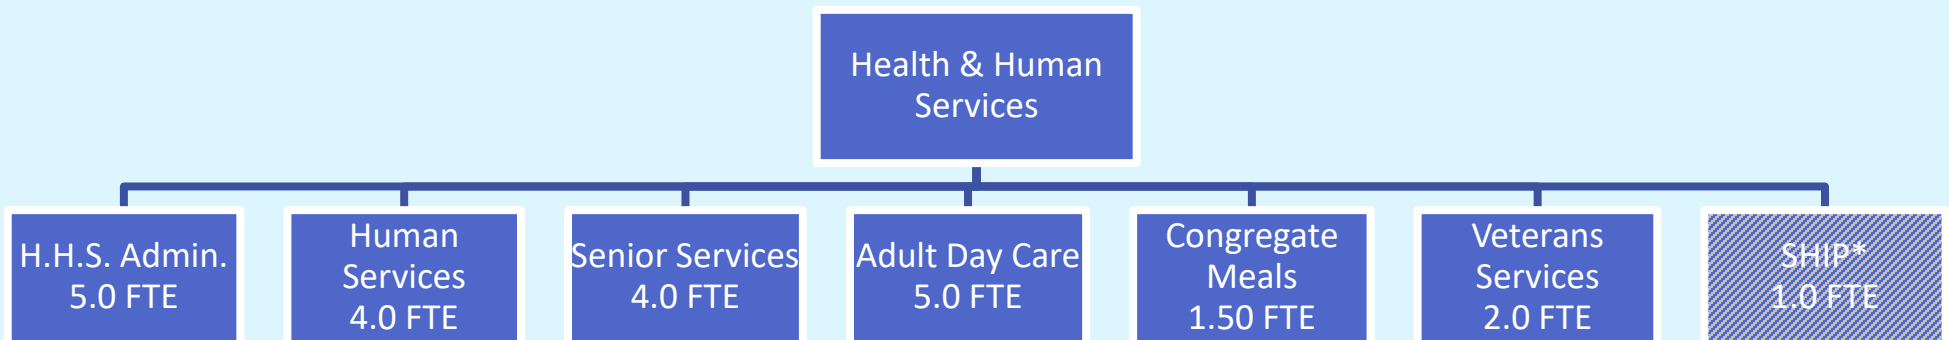 Health & Human
Services
H.H.S. Admin.
5.0 FTE
Human
Services
4.0 FTE
Senior Services
4.0 FTE
Adult Day Care
5.0 FTE
Congregate
Meals
1.50 FTE
Veterans
Services
2.0 FTE
SHIP*
1.0 FTE